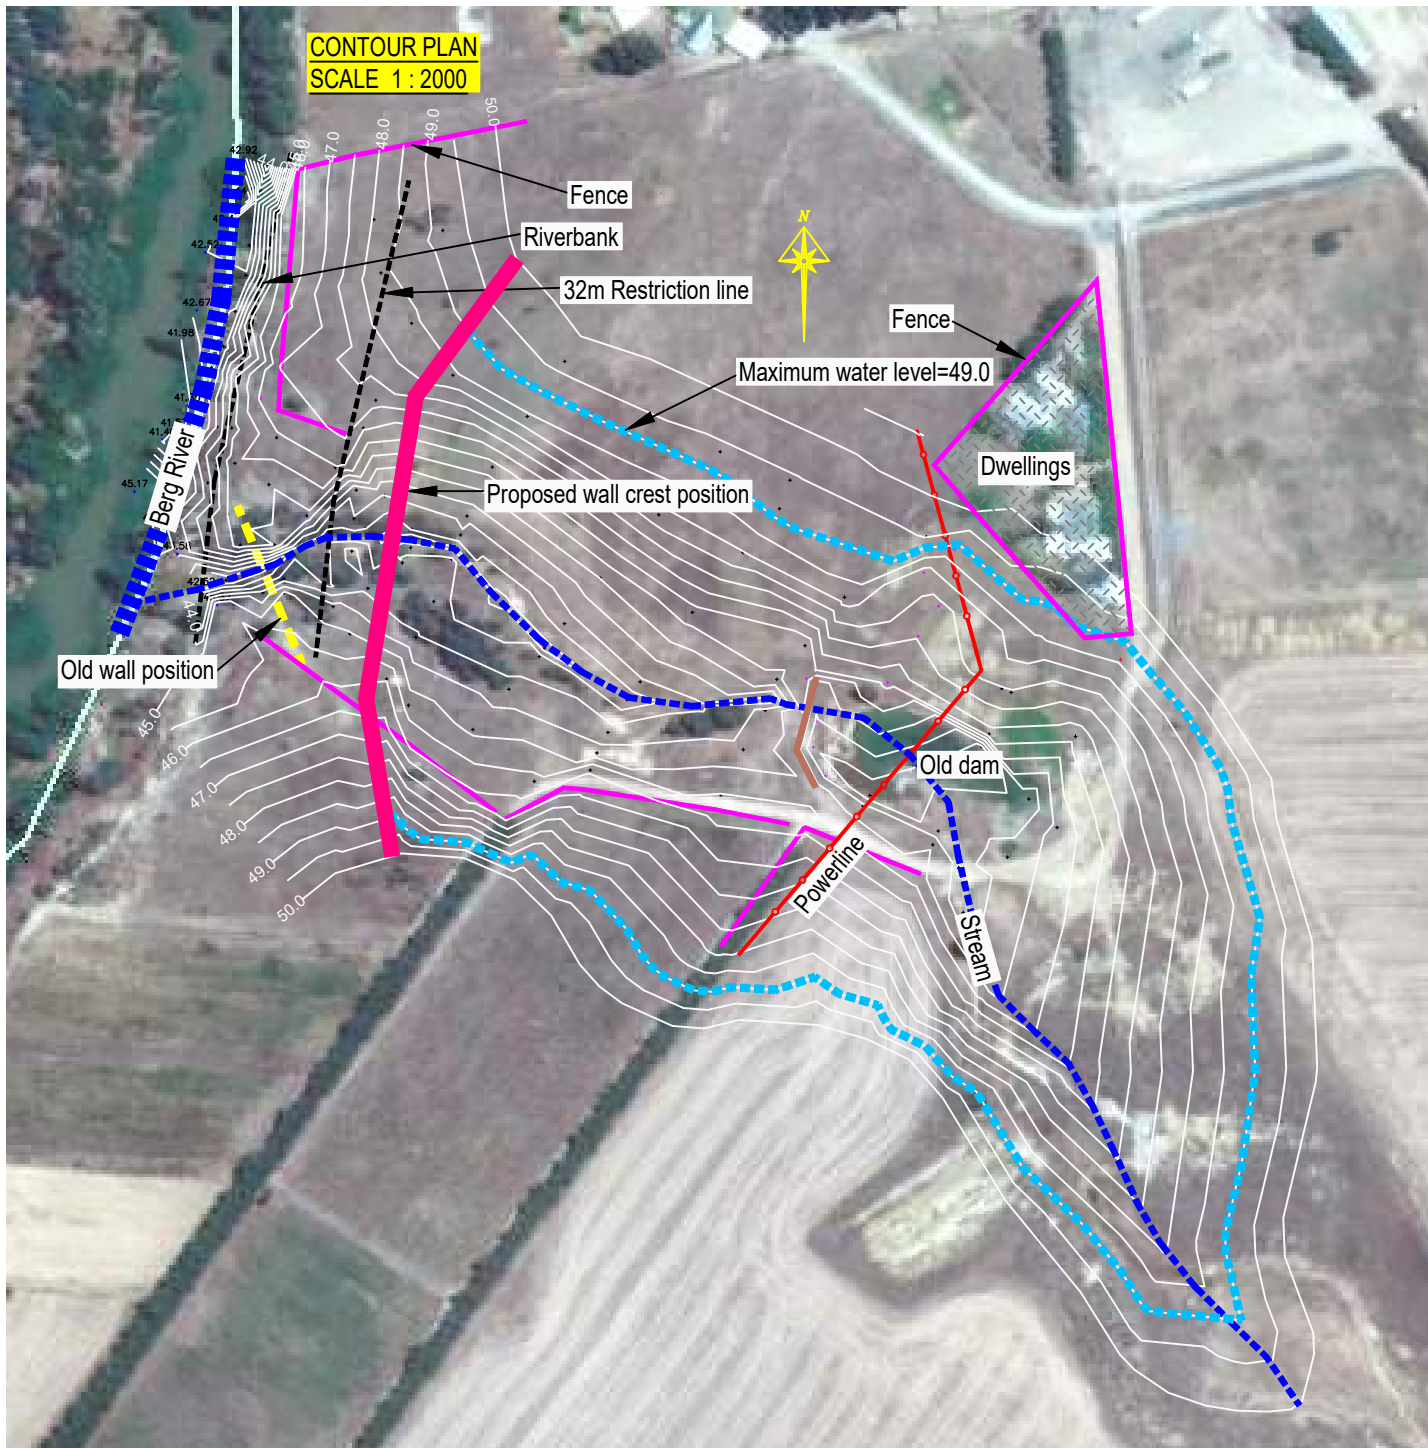 CONTOUR PLAN
SCALE 1 : 2000
50.0
49.0
48.0
47.0
46.0
42.92
Fence
Riverbank
N
42.52
32m Restriction line
42.67
Fence
41.98
Maximum water level=49.0
Dwellings
45.17
Proposed wall crest position
Berg River
44.0
Old wall position
45.0
46.0
47.0
48.0
49.0
50.0
Old dam
Powerline
Stream